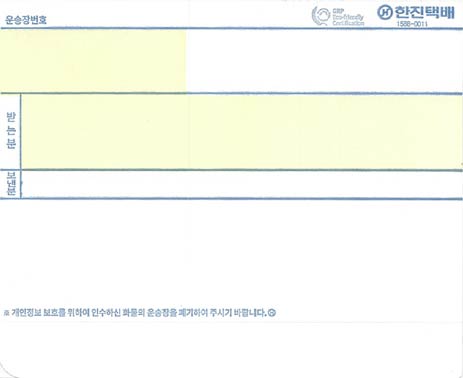 운송장번호
GRP
Eco-friendly
Certification
한진택배
1588-0011
받는분
보낸분
※ 개인정보 보호를 위하여 인수하신 화물의 운송장을 폐기하여 주시기 바랍니다.